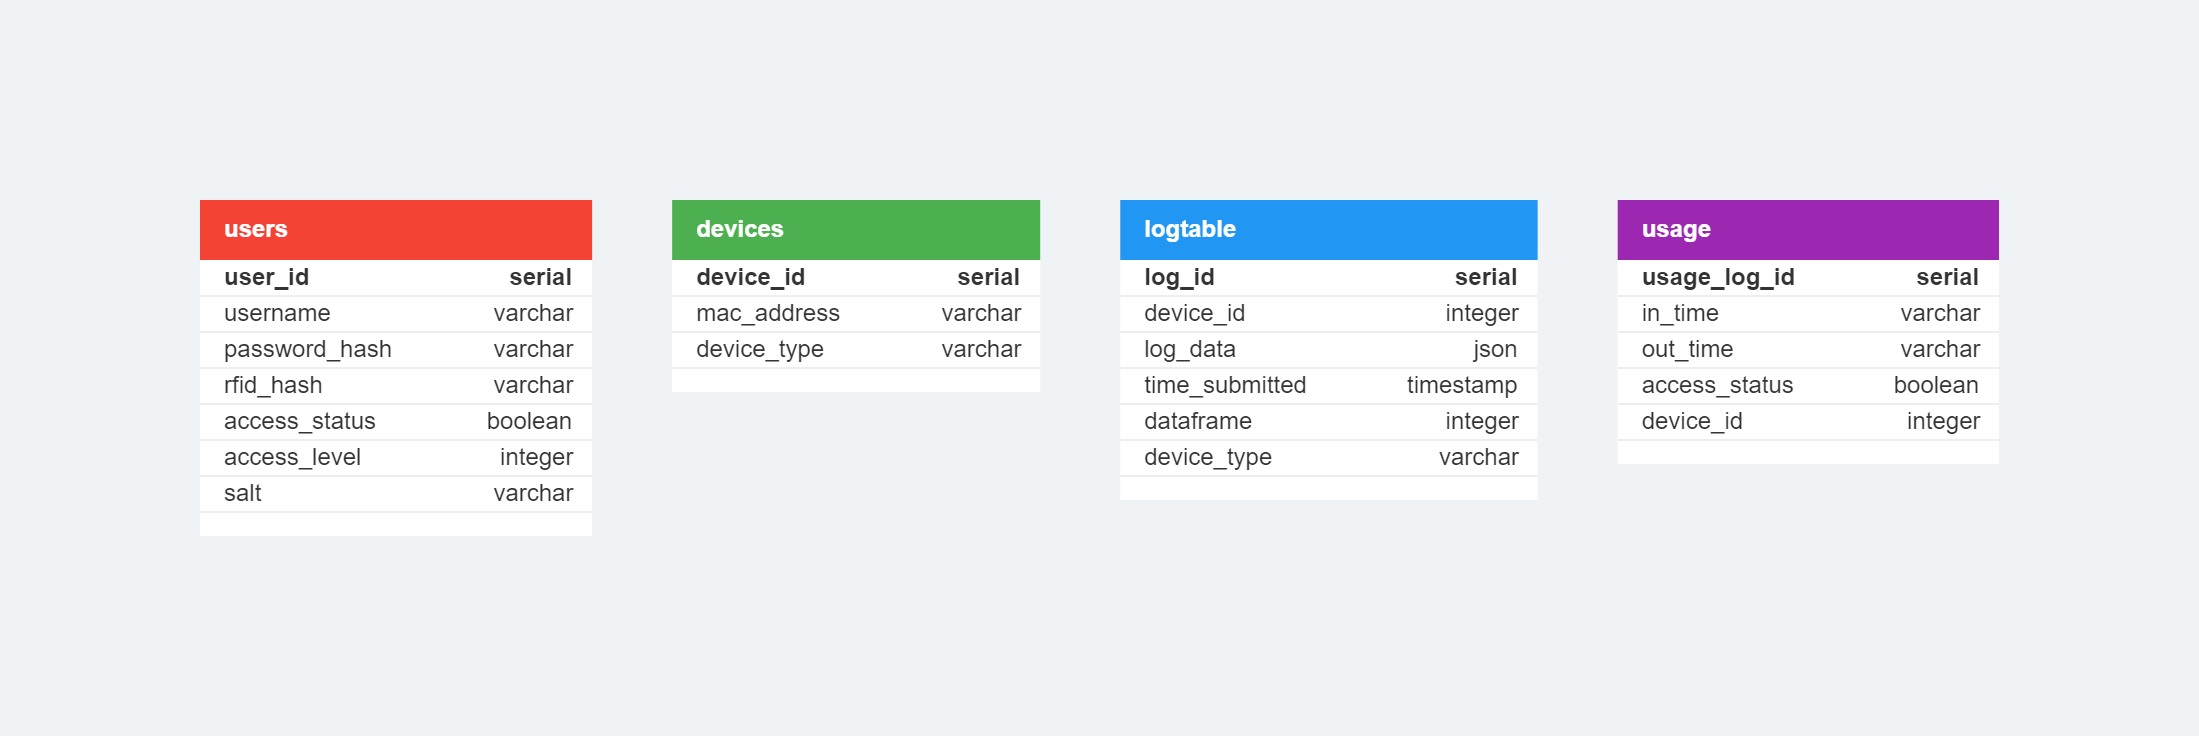 users
user_id serial
username varchar
password_hash varchar
rfid_hash varchar
access_status boolean
access_level integer
salt varchar
devices
device_id serial
mac_address varchar
device_type varchar
logtable
log_id serial
device_id integer
log_data json
time_submitted timestamp
dataframe integer
device_type varchar
usage
usage_log_id serial
in_time varchar
out_time varchar
access_status boolean
device_id integer